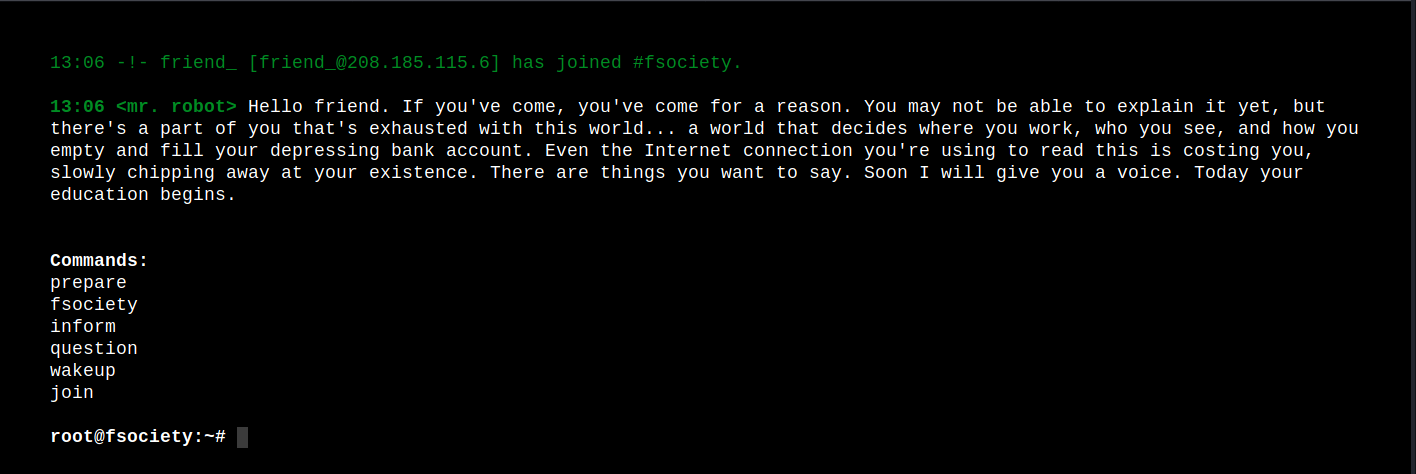 13:06 -!- friend_ [friend_@208.185.115.6] has joined #fsociety.
13:06 <mr. robot> Hello friend. If you've come, you've come for a reason. You may not be able to explain it yet, but
there's a part of you that's exhausted with this world... a world that decides where you work, who you see, and how you
empty and fill your depressing bank account. Even the Internet connection you're using to read this is costing you,
slowly chipping away at your existence. There are things you want to say. Soon I will give you a voice. Today your
education begins.
Commands:
prepare
fsociety
inform
question
wakeup
join
root@fsociety:~#